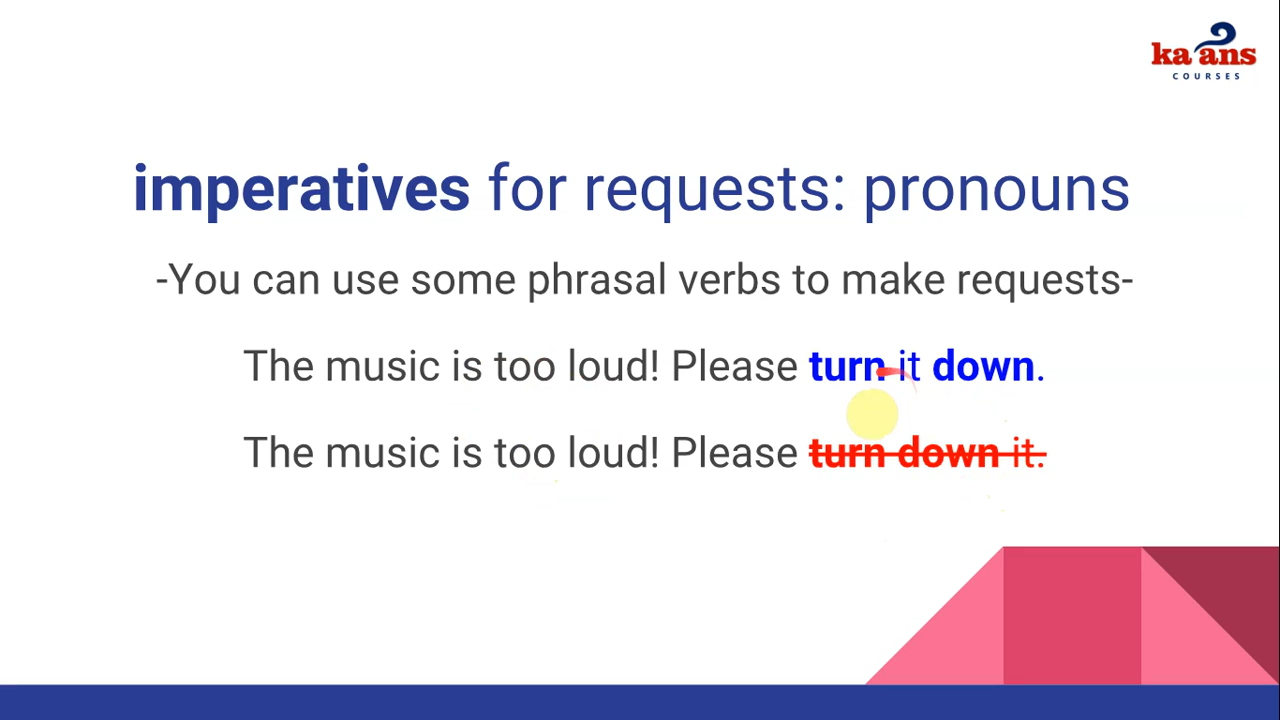 ka ans
COURSES
imperatives for requests: pronouns
-You can use some phrasal verbs to make requests-
The music is too loud! Please turn it down.
The music is too loud! Please turn down it.